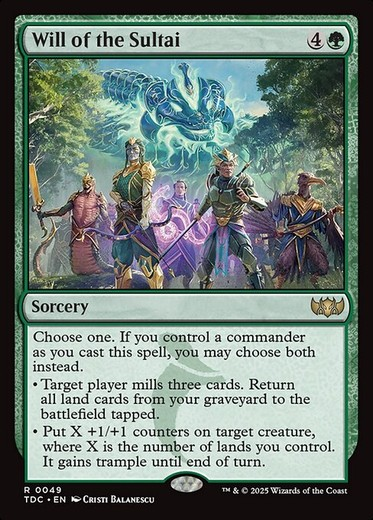 Will of the Sultai 4
Sorcery
Choose one. If you control a commander
as you cast this spell, you may choose both
instead.
• Target player mills three cards. Return
all land cards from your graveyard to the
battlefield tapped.
• Put X +1/+1 counters on target creature,
where X is the number of lands you control.
It gains trample until end of turn.
R 0049
TDC • EN Cristi Balanescu ™ & © 2025 Wizards of the Coast